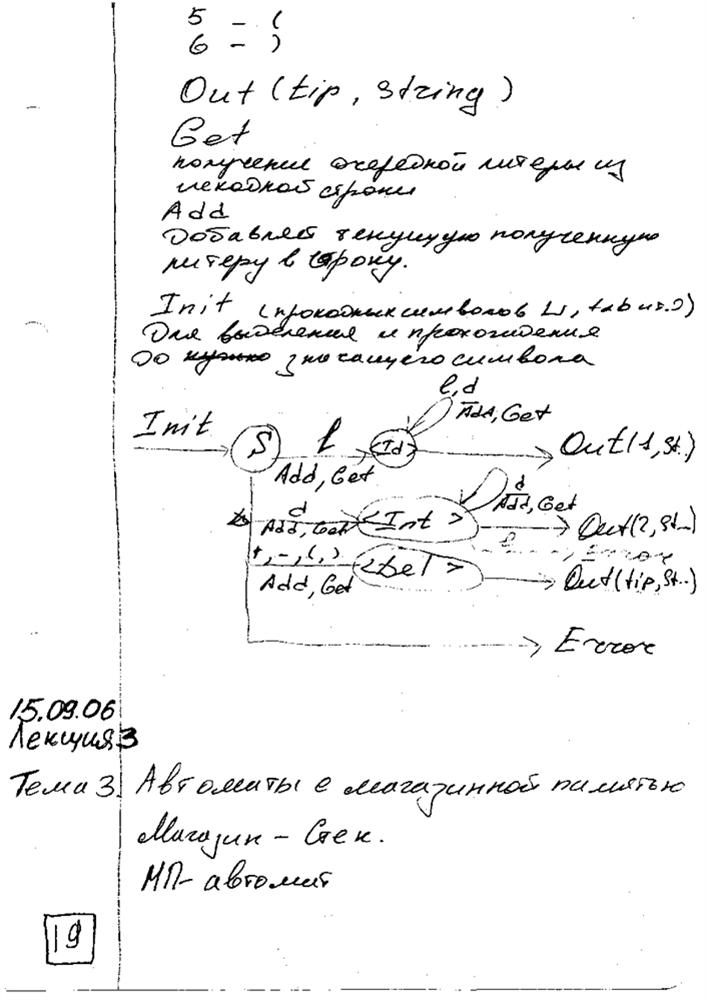 5 - (
6 - )
Out (tip, string)
Get
получение очередной литеры из
исходной строки
Add
Добавляет текущую полученную
литеру в строку.
Init (проходных символов ⊔, tab и т.д)
Для выделения и прохождения
до значащего символа
l, d
Add, Get
Init
S
l
<Id>
Out(1,st..)
Add, Get
d
Add, Get
d
Add, Get
<Int>
Out(2,st..)
l
Error
+, -, (, )
Add, Get
<Del>
Out(tip,st..)
Error
15.09.06
Лекция 3
Тема 3. Автоматы с магазинной памятью
Магазин - Стек.
МП-автомат
19